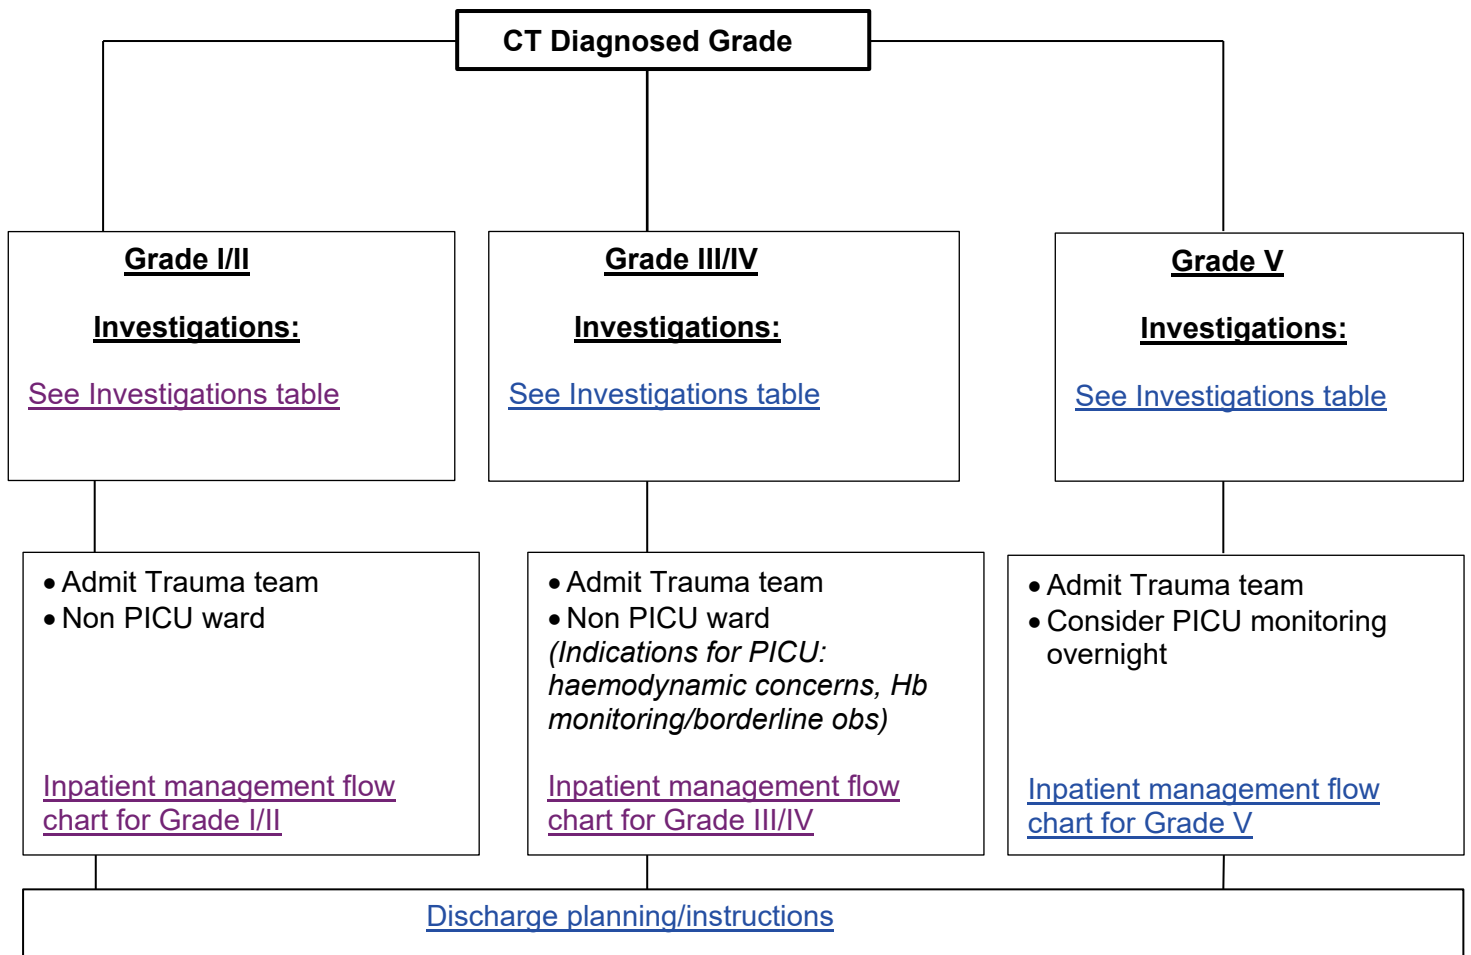 CT Diagnosed Grade
Grade I/II
Investigations:
See Investigations table
Grade III/IV
Investigations:
See Investigations table
Grade V
Investigations:
See Investigations table
• Admit Trauma team
• Non PICU ward
Inpatient management flow
chart for Grade I/II
• Admit Trauma team
• Non PICU ward
(Indications for PICU:
haemodynamic concerns, Hb
monitoring/borderline obs)
Inpatient management flow
chart for Grade III/IV
• Admit Trauma team
• Consider PICU monitoring
overnight
Inpatient management flow
chart for Grade V
Discharge planning/instructions